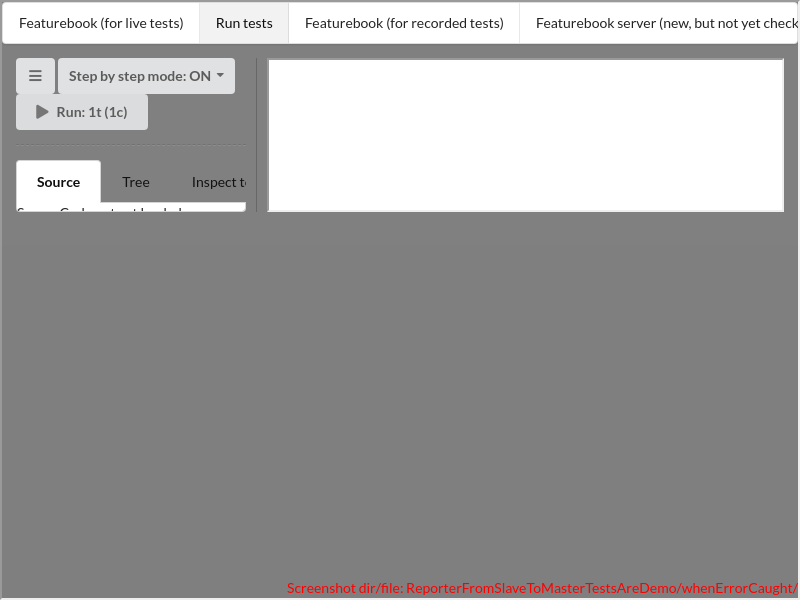 Featurebook (for live tests) Run tests Featurebook (for recorded tests) Featurebook server (new, but not yet check
Step by step mode: ON
Run: 1t (1c)
Source Tree Inspect
Screenshot dir/file: ReporterFromSlaveToMasterTestsAreDemo/whenErrorCaught/